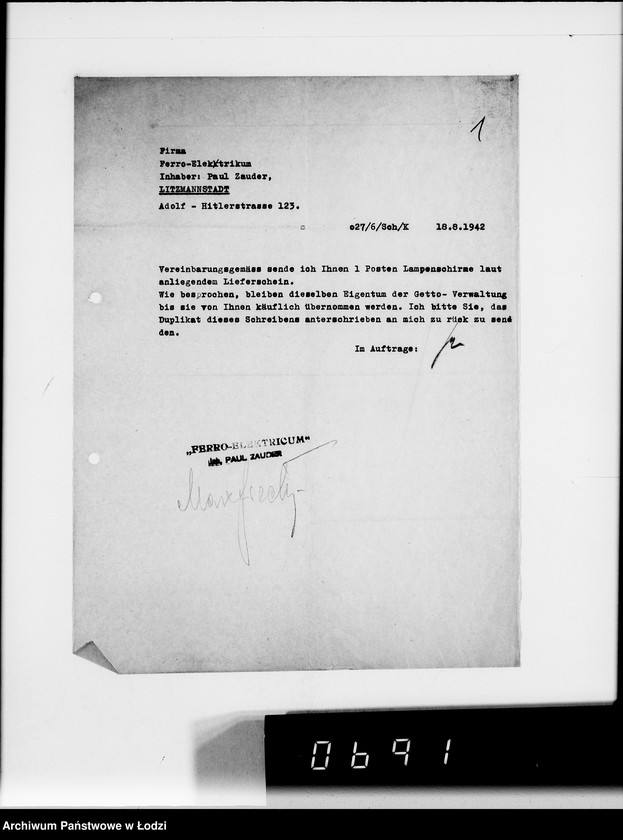 1
Firma
Ferro-Elektrikum
Inhaber: Paul Zauder,
LITZMANNSTADT
Adolf - Hitlerstrasse 123.
027/6/Sch/K 18.8.1942
Vereinbarungsgemäss sende ich Ihnen 1 Posten Lampenschirme laut
anliegendem Lieferschein.
Wie besprochen, bleiben dieselben Eigentum der Getto- Verwaltung
bis sie von Ihnen käuflich übernommen werden. Ich bitte Sie, das
Duplikat dieses Schreibens anterschrieben an mich zu rück zu sen
den.
Im Auftrage:
„FERRO-ELEKTRICUM"
Inh. PAUL ZAUDER
0691
Archiwum Państwowe w Łodzi